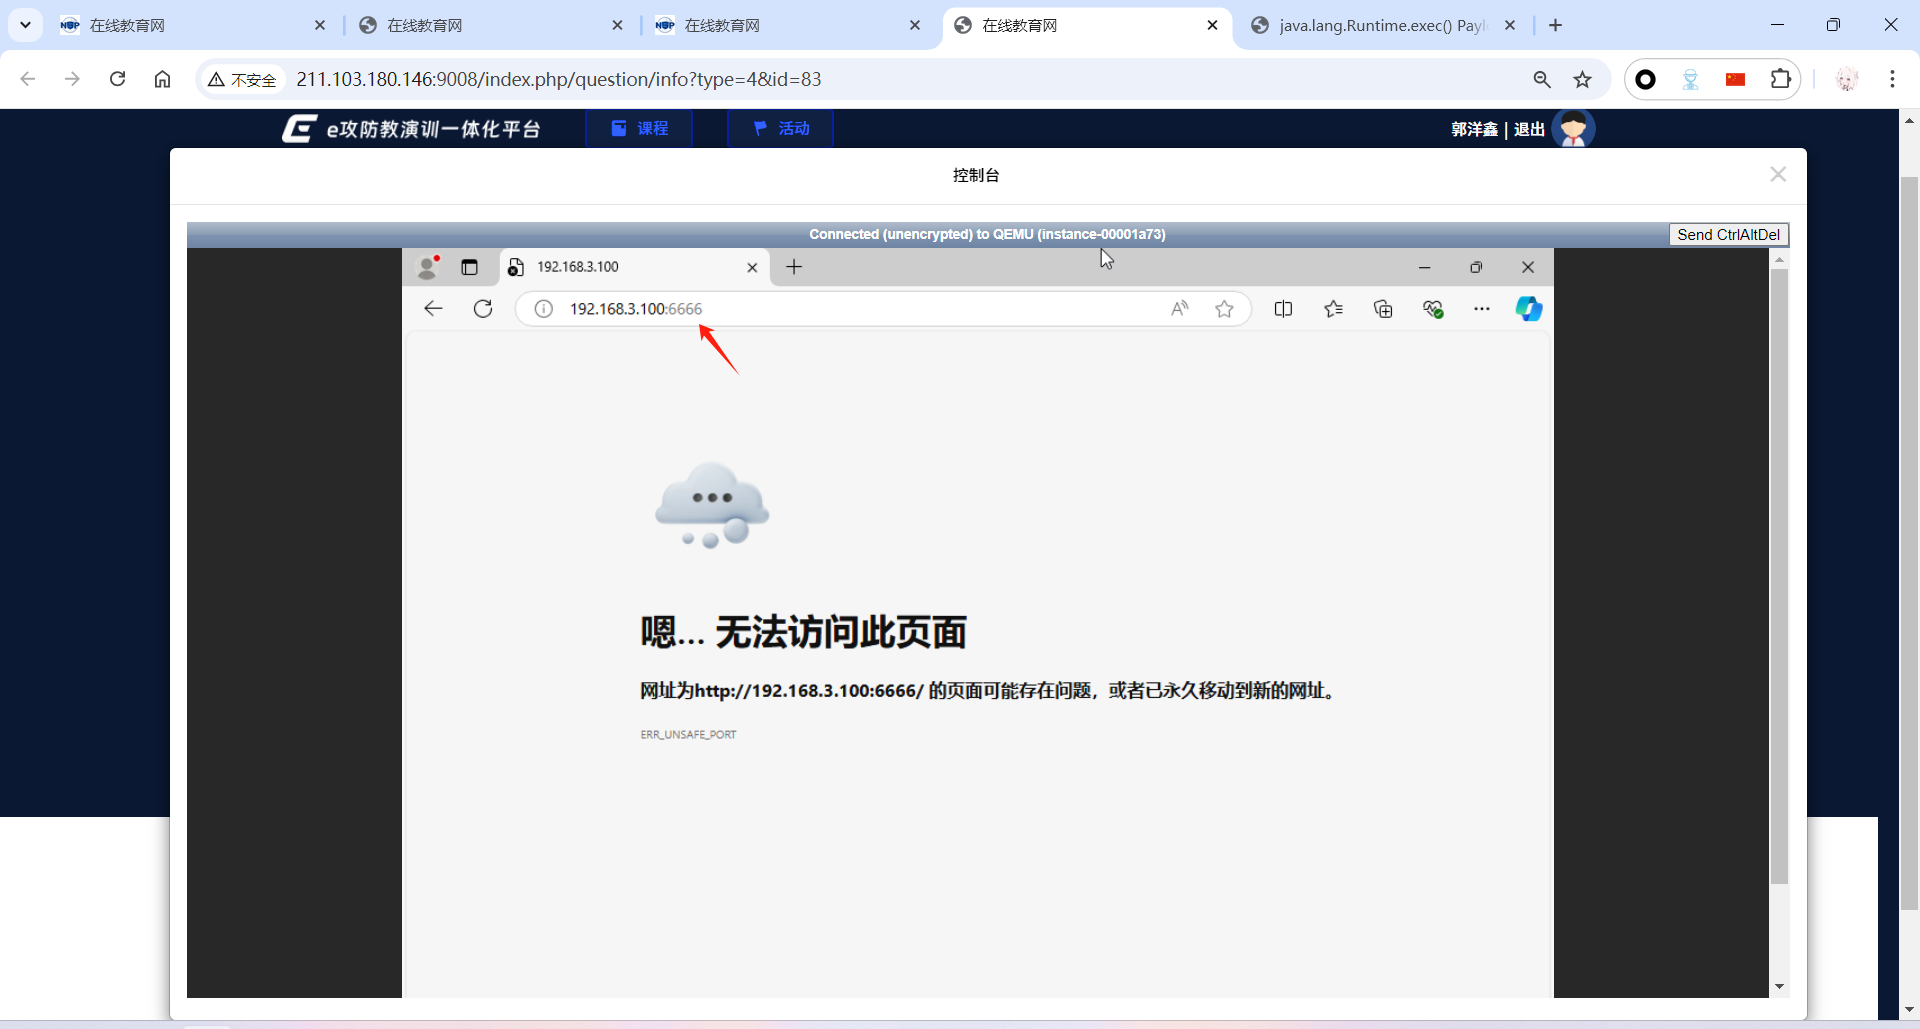 在线教育网
在线教育网
在线教育网
在线教育网
java.lang.Runtime.exec() Payl
不安全
211.103.180.146:9008/index.php/question/info?type=4&id=83
e攻防教演训一体化平台
课程
活动
郭洋鑫 | 退出
控制台
Connected (unencrypted) to QEMU (instance-00001a73)
Send CtrlAltDel
192.168.3.100
192.168.3.100:6666
嗯... 无法访问此页面
网址为http://192.168.3.100:6666/ 的页面可能存在问题，或者已永久移动到新的网址。
ERR_UNSAFE_PORT